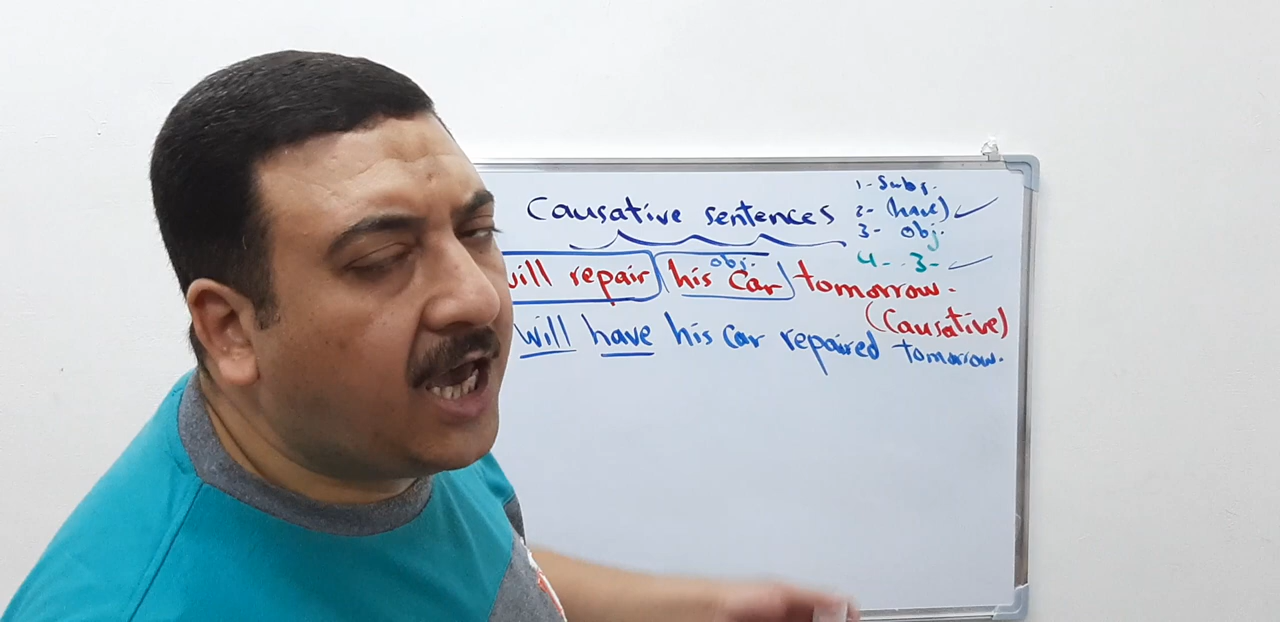 Causative sentences
1- Subj.
2- (have)
3- obj.
4- .. 3-
obj.
will repair his car tomorrow.
(Causative)
will have his car repaired tomorrow.